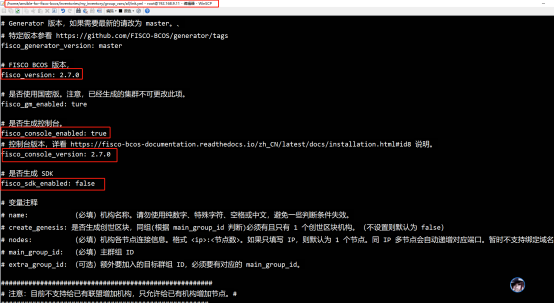 /home/ansible-for-fisco-bcos/inventories/my_inventory/group_vars/all/init.yml - root@192.168.9.11 - 编辑器 - WinSCP
# Generator 版本，如果需要最新的请改为 master。、
# 特定版本参看 https://github.com/FISCO-BCOS/generator/tags
fisco_generator_version: master
# FISCO BCOS 版本，
fisco_version: 2.7.0
# 是否使用国密版。注意，已经生成的集群不可更改此项。
fisco_gm_enabled: ture
# 是否生成控制台。
fisco_console_enabled: true
# 控制台版本，详看 https://fisco-bcos-documentation.readthedocs.io/zh_CN/latest/docs/installation.html#id8 说明。
fisco_console_version: 2.7.0
# 是否生成 SDK
fisco_sdk_enabled: false
# 变量注释
# name: （必填）机构名称。请勿使用纯数字、特殊字符、空格或中文，避免一些判断条件失效。
# create_genesis: 是否生成创世区块，同组(根据 main_group_id 判断)必须有且只有 1 个创世区块机构。（不设置则默认为 false）
# nodes: （必填）机构各节点连接信息。格式 <ip>:<节点数>。如果只填写 IP，则默认为 1 个节点。同 IP 多节点会自动递增对应端口。暂时不支持绑定域名
# main_group_id: （必填）主群组 ID
# extra_group_id: （可选）额外要加入的目标群组 ID，必须要有对应的 main_group_id。
##################################################
# 注意：目前不支持给已有联盟增加机构，只允许给已有机构增加节点。#